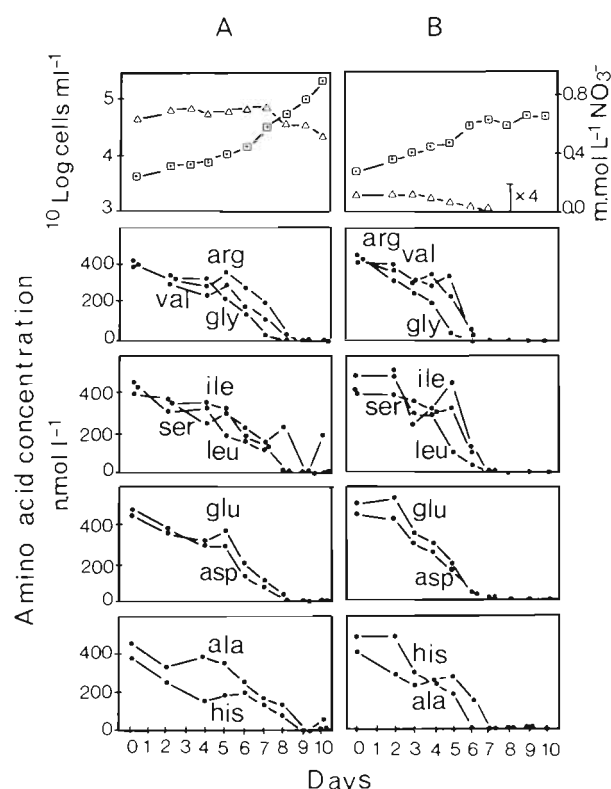 A B
10 Log cells ml⁻¹
5
4
3
m.mol L⁻¹ NO₃⁻
0.8
0.4
0.0
×4
Amino acid concentration
n.mol l⁻¹
400
200
0
arg
val
gly
arg
val
gly
400
200
0
ile
ser
leu
ile
ser
leu
400
200
0
glu
asp
glu
asp
400
200
0
ala
his
his
ala
0 1 2 3 4 5 6 7 8 9 10 0 1 2 3 4 5 6 7 8 9 10
Days